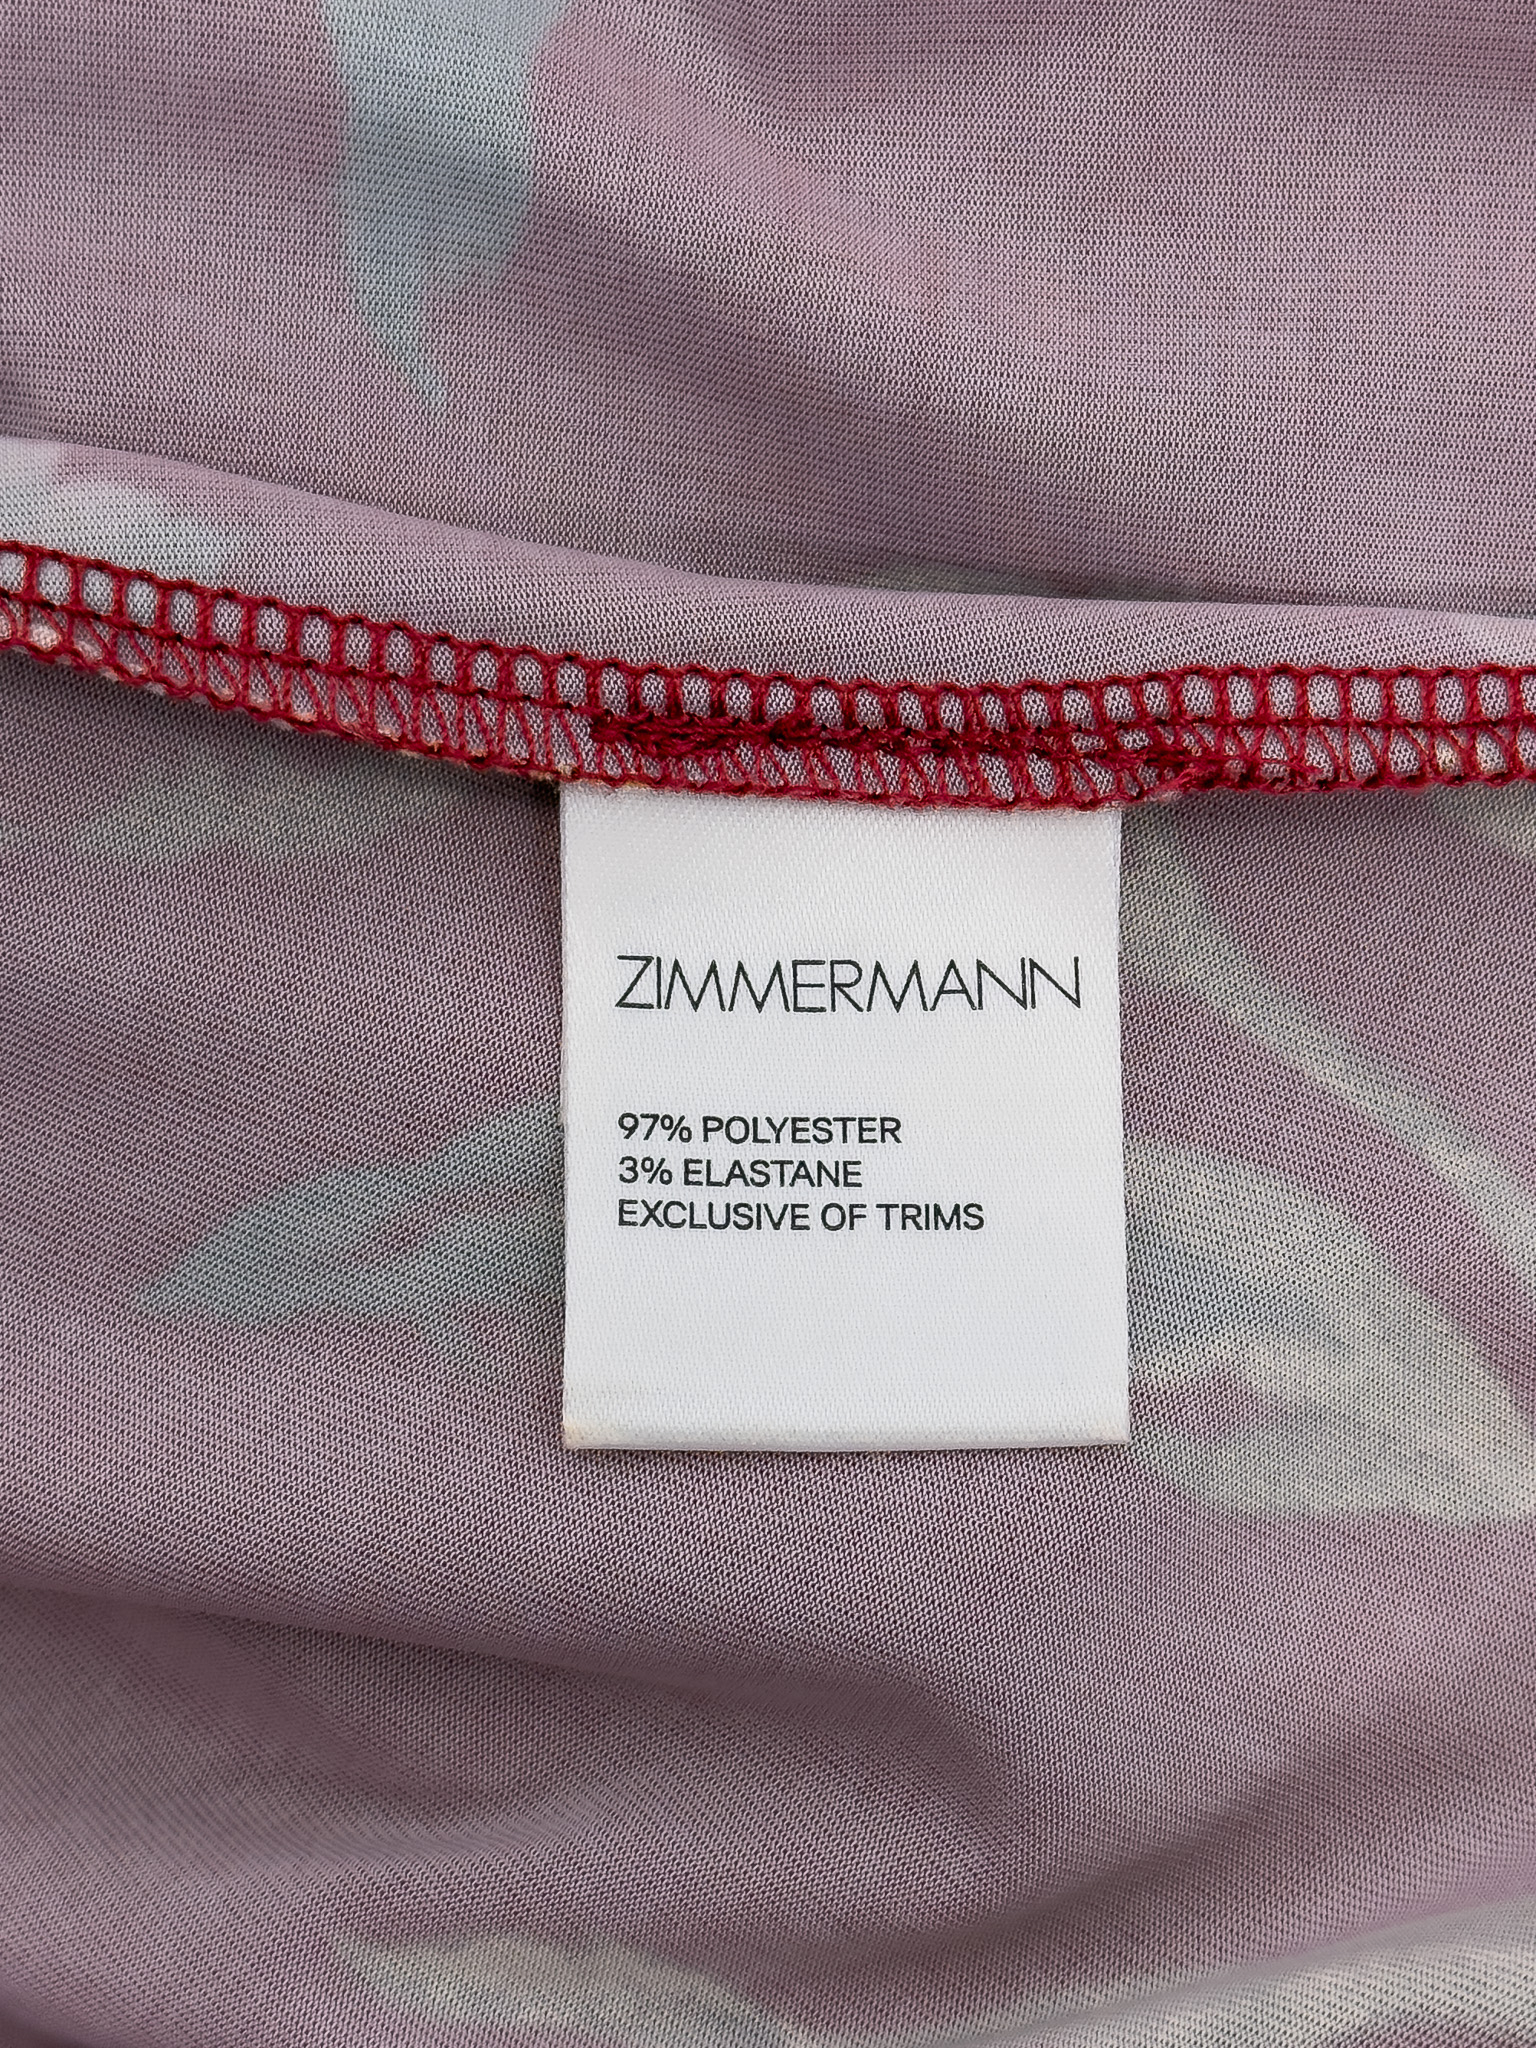 ZIMMERMANN
97% POLYESTER
3% ELASTANE
EXCLUSIVE OF TRIMS